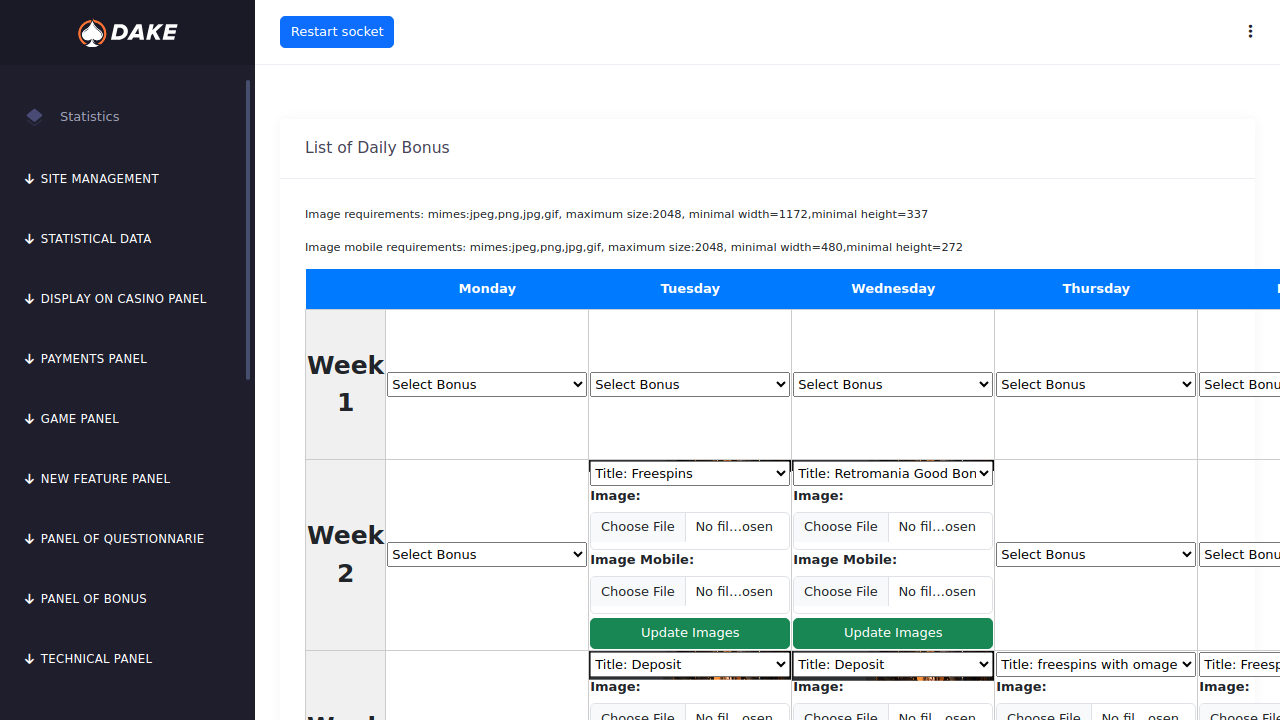 DAKE
Restart socket
Statistics
SITE MANAGEMENT
STATISTICAL DATA
DISPLAY ON CASINO PANEL
PAYMENTS PANEL
GAME PANEL
NEW FEATURE PANEL
PANEL OF QUESTIONNARIE
PANEL OF BONUS
TECHNICAL PANEL
List of Daily Bonus
Image requirements: mimes:jpeg,png,jpg,gif, maximum size:2048, minimal width=1172,minimal height=337
Image mobile requirements: mimes:jpeg,png,jpg,gif, maximum size:2048, minimal width=480,minimal height=272
Monday Tuesday Wednesday Thursday
Week 
1
Select Bonus Select Bonus Select Bonus Select Bonus Select Bonu
Week
2
Select Bonus
Title: Freespins
Image:
Choose File No fil...osen
Image Mobile:
Choose File No fil...osen
Update Images
Title: Retromania Good Bon
Image:
Choose File No fil...osen
Image Mobile:
Choose File No fil...osen
Update Images
Select Bonus Select Bonu
Week
Title: Deposit Title: Deposit Title: freespins with omage Title: Freesp
Image: Image: Image: Image:
Choose File No fil...osen Choose File No fil...osen Choose File No fil...osen Choose File